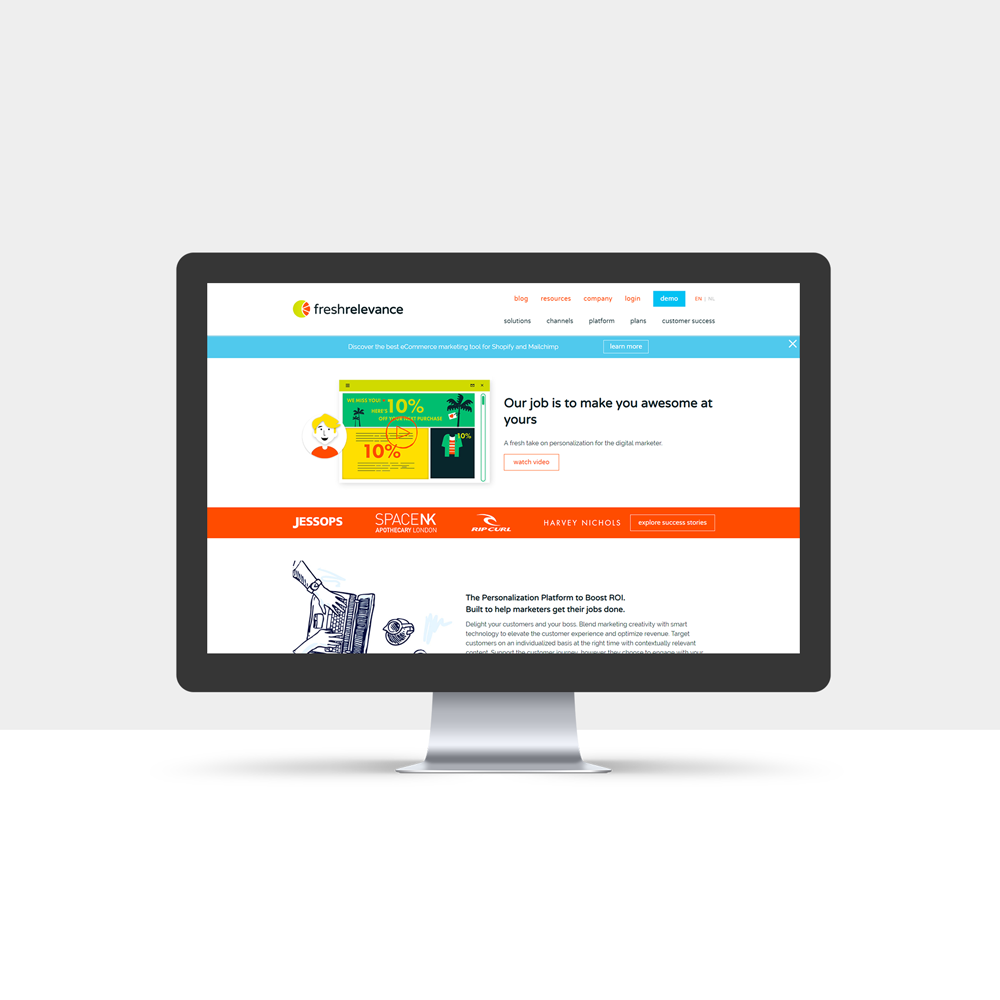 blog resources company login demo EN | NL
freshrelevance
solutions channels platform plans customer success
Discover the best eCommerce marketing tool for Shopify and Mailchimp learn more
WE MISS YOU!
HERE'S 10%
OFF YOUR NEXT PURCHASE
10%
10%
Our job is to make you awesome at
yours
A fresh take on personalization for the digital marketer.
watch video
JESSOPS
SPACENK
APOTHECARY LONDON
RIP CURL
HARVEY NICHOLS
explore success stories
The Personalization Platform to Boost ROI.
Built to help marketers get their jobs done.
Delight your customers and your boss. Blend marketing creativity with smart
technology to elevate the customer experience and optimize revenue. Target
customers on an individualized basis at the right time with contextually relevant
content. Support the customer journey, however they choose to engage with your